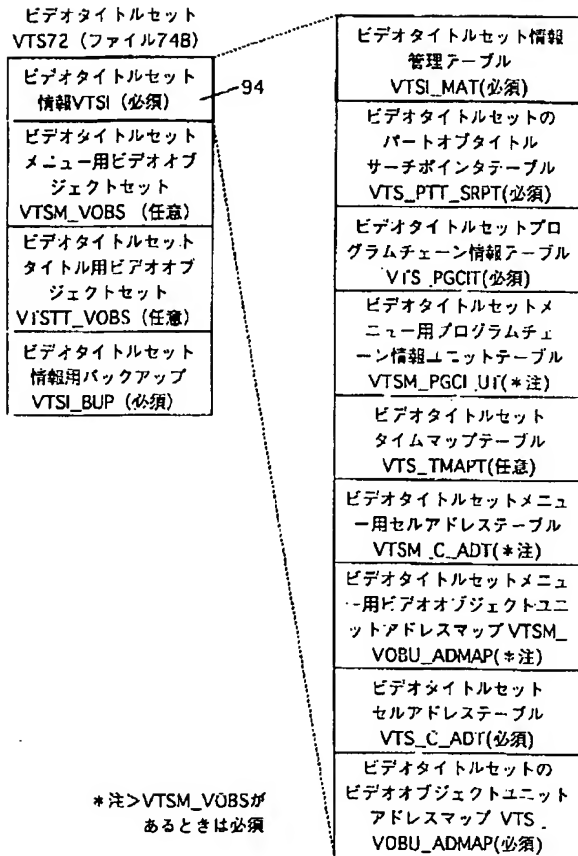 ビデオタイトルセット
VTS72（ファイル74B）
ビデオタイトルセット
情報VTSI（必須）
94
ビデオタイトルセット
メニュー用ビデオオブ
ジェクトセット
VTSM_VOBS（任意）
ビデオタイトルセット
タイトル用ビデオオブ
ジェクトセット
VTSTT_VOBS（任意）
ビデオタイトルセット
情報用バックアップ
VTSI_BUP（必須）
ビデオタイトルセット情報
管理テーブル
VTSI_MAT(必須)
ビデオタイトルセットの
パートオブタイトル
サーチポインタテーブル
VTS_PTT_SRPT(必須)
ビデオタイトルセットプロ
グラムチェーン情報テーブル
VTS_PGCIT(必須)
ビデオタイトルセットメ
ニュー用プログラムチェ
ーン情報ユニットテーブル
VTSM_PGCI_UT(*注)
ビデオタイトルセット
タイムマップテーブル
VTS_TMAPT(任意)
ビデオタイトルセットメニュ
ー用セルアドレステーブル
VTSM_C_ADT(*注)
ビデオタイトルセットメニュ
ー用ビデオオブジェクトユニ
ットアドレスマップVTSM_
VOBU_ADMAP(*注)
ビデオタイトルセット
セルアドレステーブル
VTS_C_ADT(必須)
ビデオタイトルセットの
ビデオオブジェクトユニット
アドレスマップ VTS_
VOBU_ADMAP(必須)
*注>VTSM_VOBSが
あるときは必須